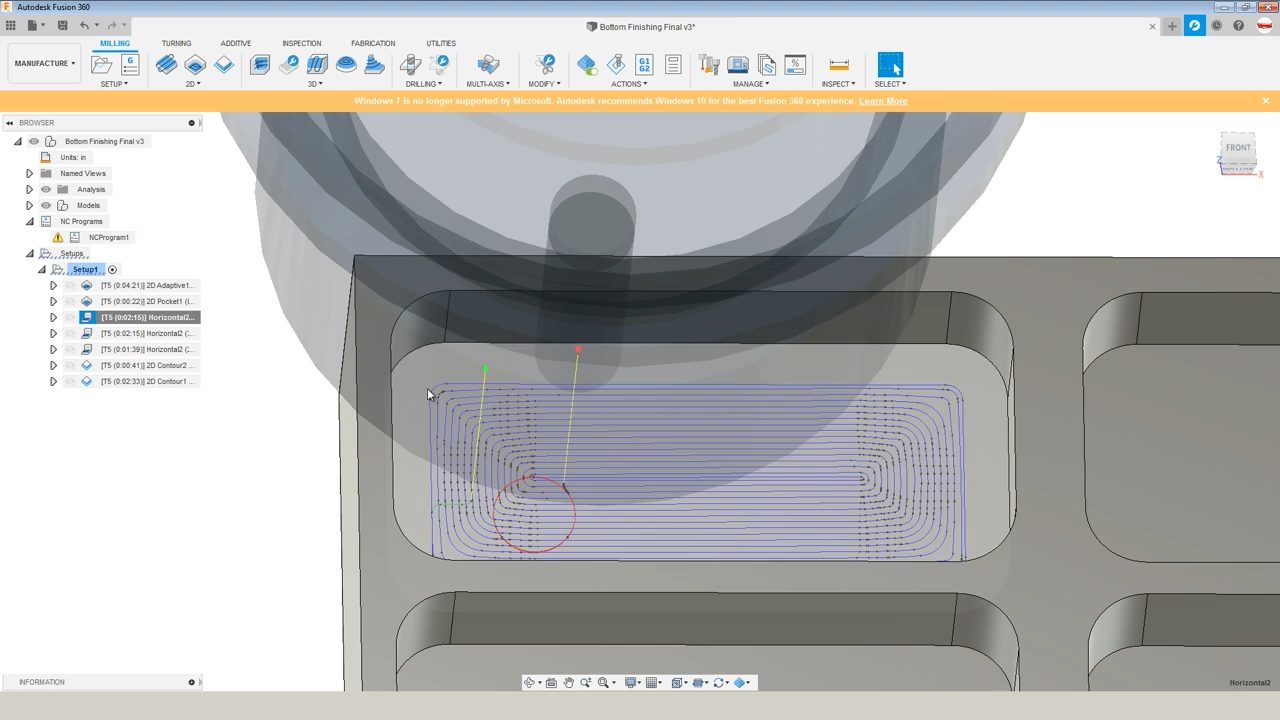 Autodesk Fusion 360
Bottom Finishing Final v3*
MANUFACTURE
MILLING TURNING ADDITIVE INSPECTION FABRICATION UTILITIES
G
G1
G2
%
SETUP 2D 3D DRILLING MULTI-AXIS MODIFY ACTIONS MANAGE INSPECT SELECT
Windows 7 is no longer supported by Microsoft. Autodesk recommends Windows 10 for the best Fusion 360 experience. Learn More
BROWSER
Bottom Finishing Final v3
Units: in
Named Views
Analysis
Models
NC Programs
NCProgram1
Setups
Setup1
[T5 (0:04:21)] 2D Adaptive1...
[T5 (0:00:22)] 2D Pocket1 (I...
[T5 (0:02:15)] Horizontal2...
[T5 (0:02:15)] Horizontal2 (...
[T5 (0:01:39)] Horizontal2 (...
[T5 (0:00:41)] 2D Contour2 ...
[T5 (0:02:33)] 2D Contour1 ...
FRONT
Z
X
INFORMATION
Horizontal2